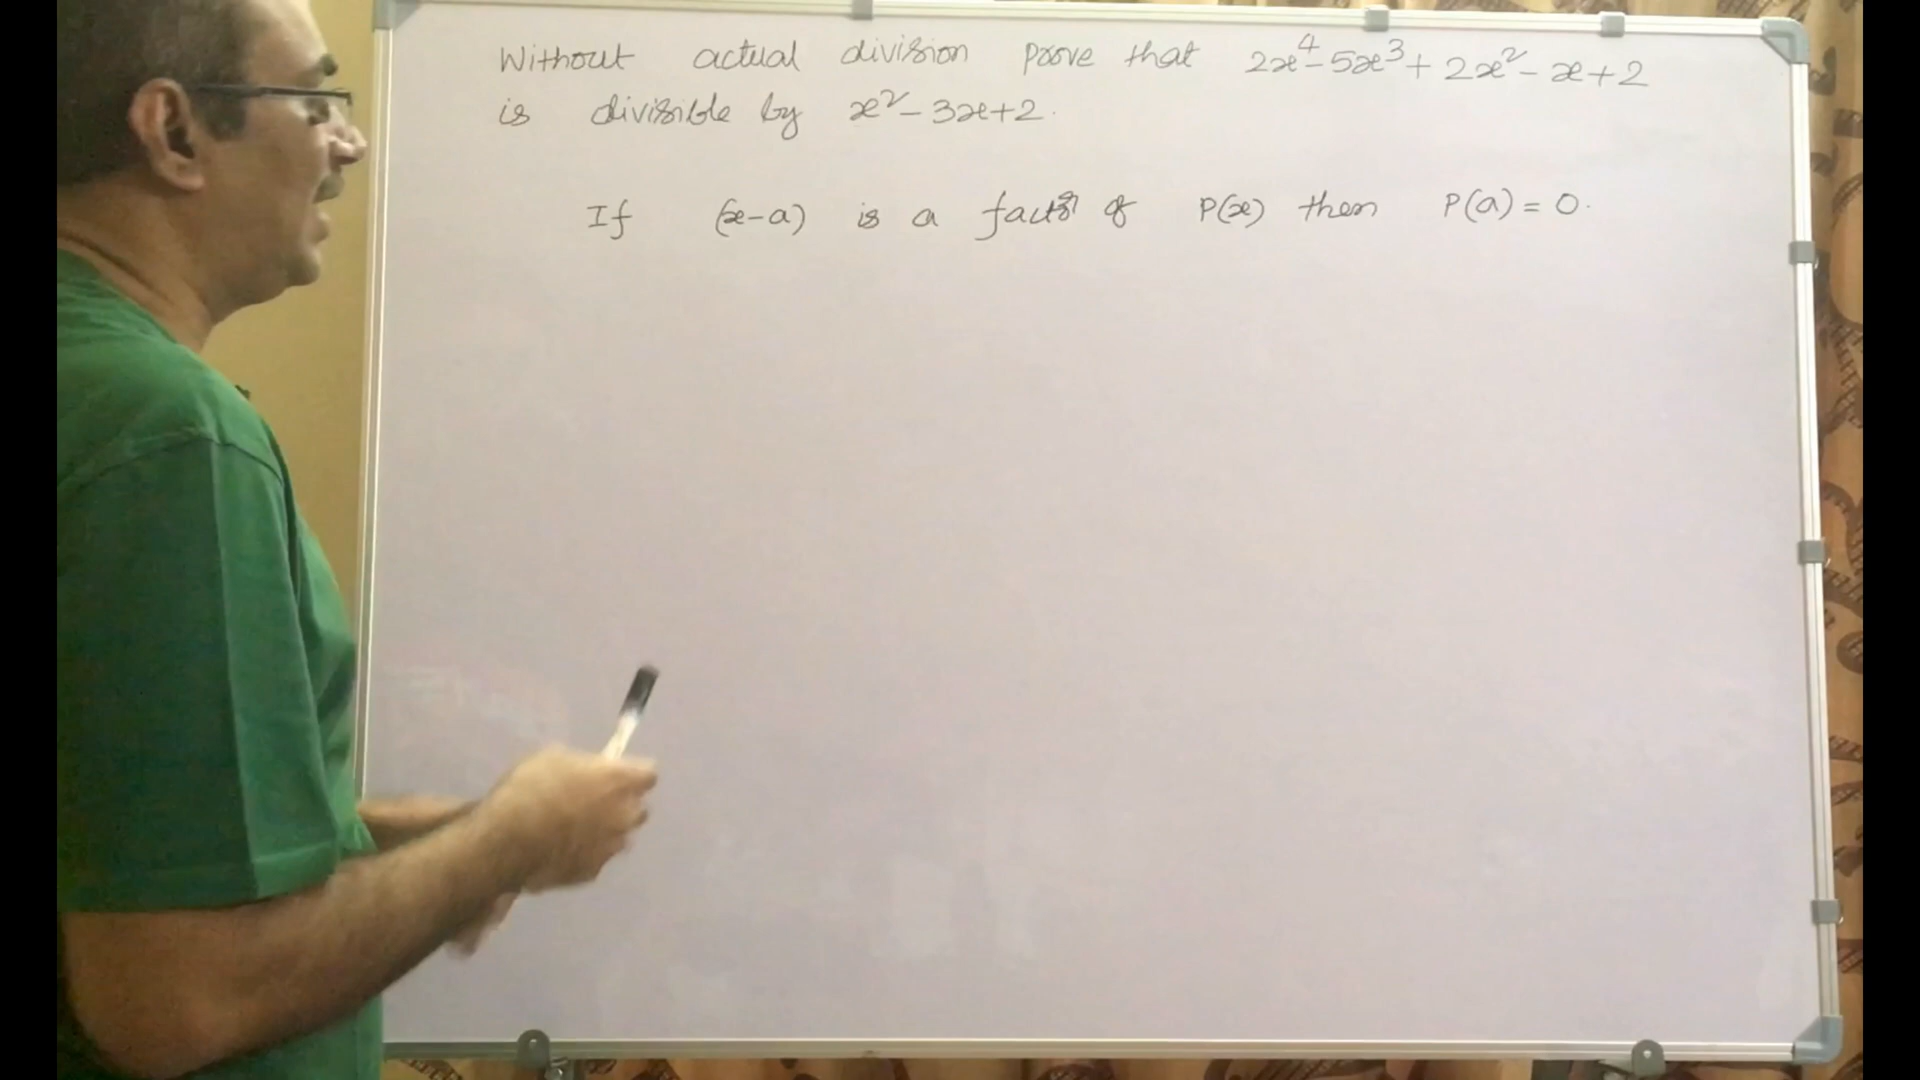 Without actual division prove that 2x⁴-5x³+2x²-x+2
is divisible by x²-3x+2.
If (x-a) is a factor of P(x) then P(a)=0.